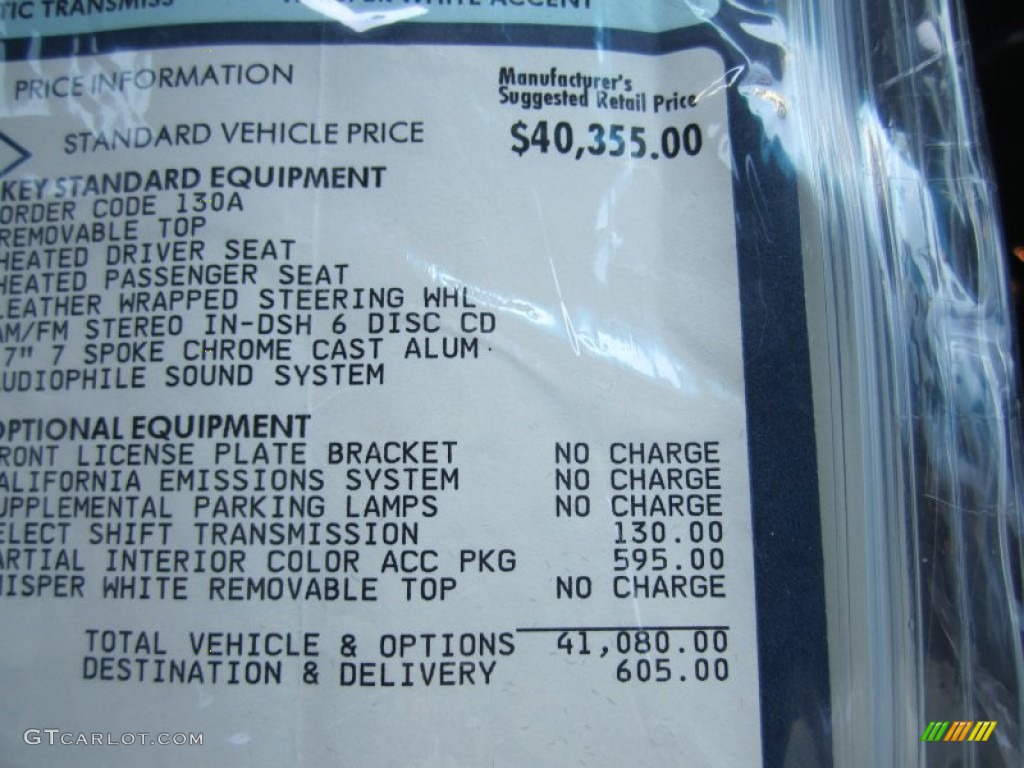 TIC TRANSMISS WHISPER WHITE ACCENT
PRICE INFORMATION
Manufacturer's
Suggested Retail Price
STANDARD VEHICLE PRICE $40,355.00
KEY STANDARD EQUIPMENT
ORDER CODE 130A
REMOVABLE TOP
HEATED DRIVER SEAT
HEATED PASSENGER SEAT
LEATHER WRAPPED STEERING WHL
AM/FM STEREO IN-DSH 6 DISC CD
7" 7 SPOKE CHROME CAST ALUM.
UDIOPHILE SOUND SYSTEM
OPTIONAL EQUIPMENT
RONT LICENSE PLATE BRACKET NO CHARGE
ALIFORNIA EMISSIONS SYSTEM NO CHARGE
UPPLEMENTAL PARKING LAMPS NO CHARGE
ELECT SHIFT TRANSMISSION 130.00
ARTIAL INTERIOR COLOR ACC PKG 595.00
HISPER WHITE REMOVABLE TOP NO CHARGE
TOTAL VEHICLE & OPTIONS 41,080.00
DESTINATION & DELIVERY 605.00
GTCARLOT.COM